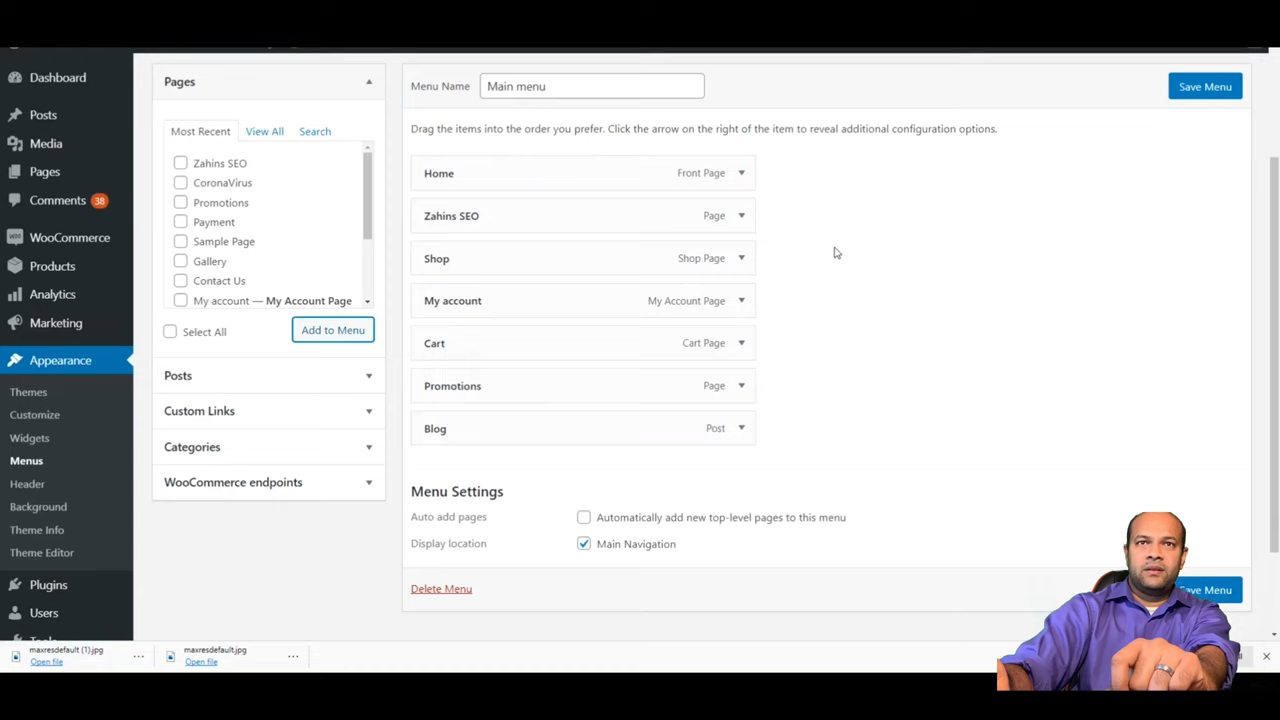 Dashboard
Posts
Media
Pages
Comments 38
WooCommerce
Products
Analytics
Marketing
Appearance
Themes
Customize
Widgets
Menus
Header
Background
Theme Info
Theme Editor
Plugins
Users
Tools
Pages
Most Recent View All Search
Zahins SEO
CoronaVirus
Promotions
Payment
Sample Page
Gallery
Contact Us
My account — My Account Page
Select All Add to Menu
Posts
Custom Links
Categories
WooCommerce endpoints
Menu Name Main menu Save Menu
Drag the items into the order you prefer. Click the arrow on the right of the item to reveal additional configuration options.
Home Front Page
Zahins SEO Page
Shop Shop Page
My account My Account Page
Cart Cart Page
Promotions Page
Blog Post
Menu Settings
Auto add pages Automatically add new top-level pages to this menu
Display location Main Navigation
Delete Menu Save Menu
maxresdefault (1).jpg
Open file
maxresdefault.jpg
Open file